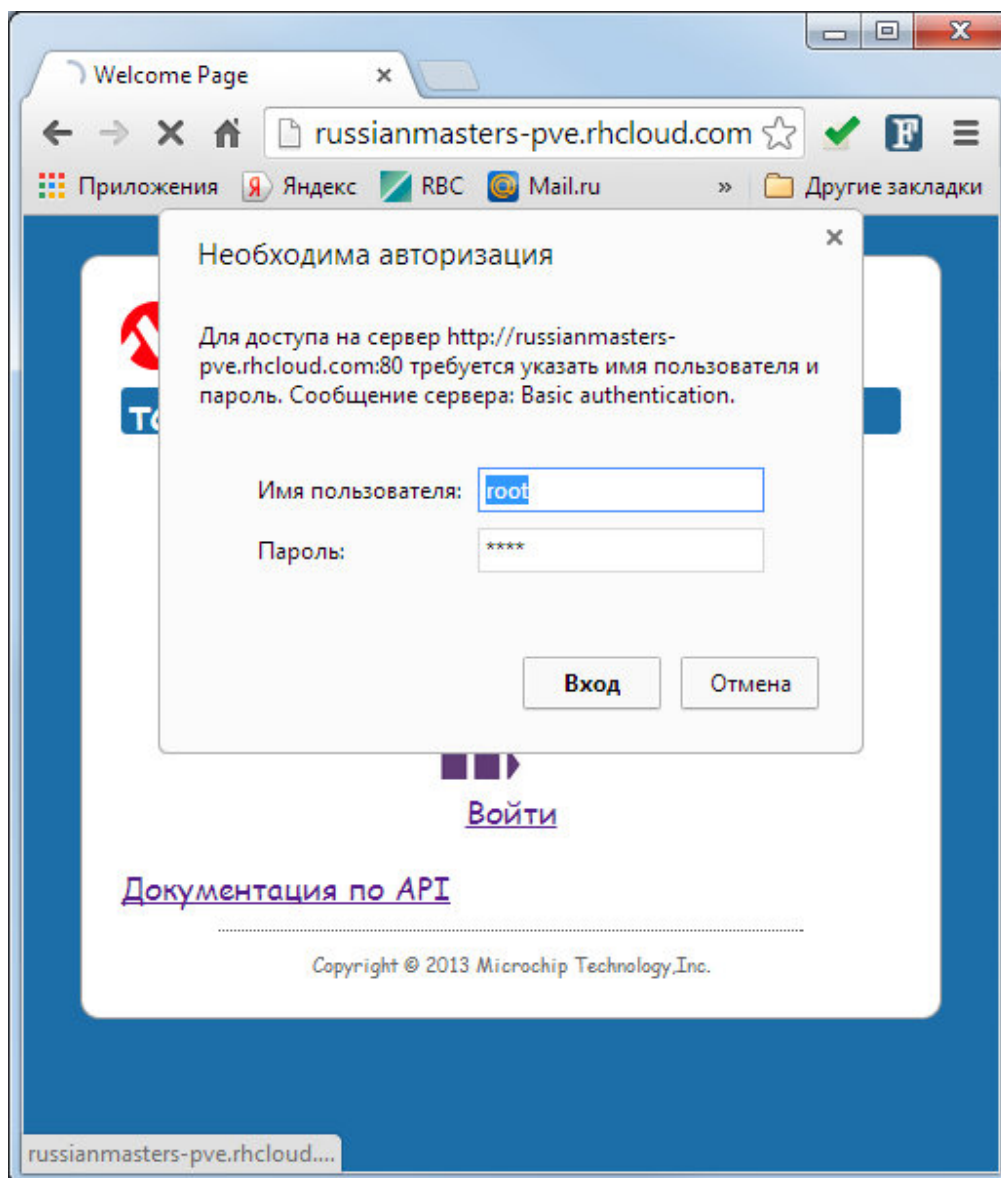 Welcome Page
russianmasters-pve.rhcloud.com
Приложения Яндекс RBC Mail.ru » Другие закладки
Необходима авторизация
Для доступа на сервер http://russianmasters-
pve.rhcloud.com:80 требуется указать имя пользователя и
пароль. Сообщение сервера: Basic authentication.
Имя пользователя: root
Пароль: ****
Вход Отмена
Войти
Документация по API
Copyright © 2013 Microchip Technology,Inc.
russianmasters-pve.rhcloud....